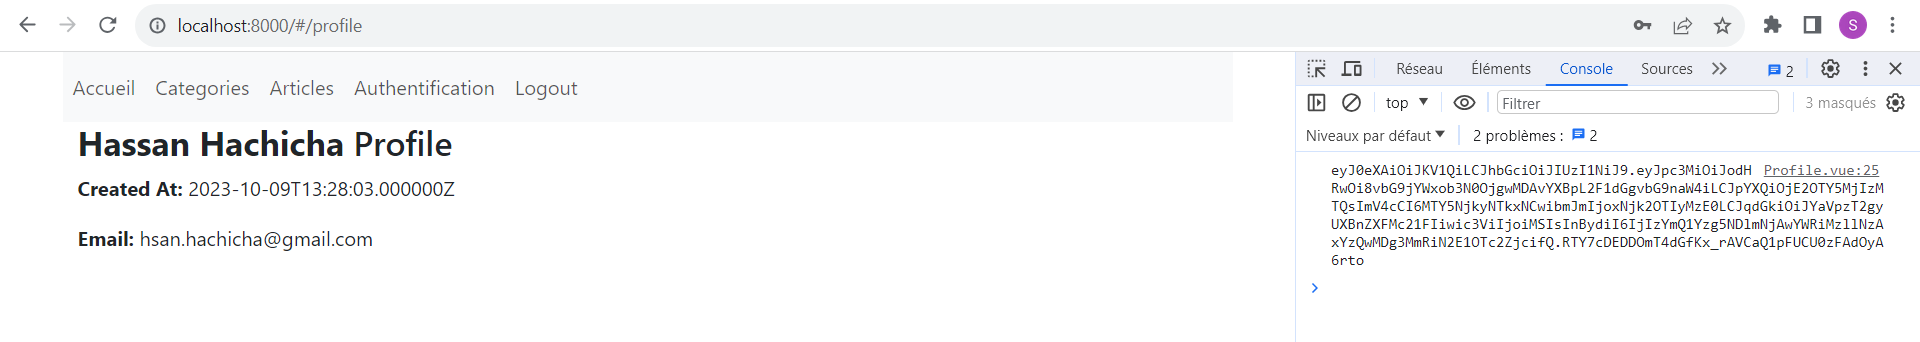 localhost:8000/#/profile
S
Accueil Categories Articles Authentification Logout
Hassan Hachicha Profile
Created At: 2023-10-09T13:28:03.000000Z
Email: hsan.hachicha@gmail.com
Réseau Éléments Console Sources 2
top Filtrer 3 masqués
Niveaux par défaut 2 problèmes : 2
eyJ0eXAiOiJKV1QiLCJhbGciOiJIUzI1NiJ9.eyJpc3MiOiJodH Profile.vue:25
RwOi8vbG9jYWxob3N0OjgwMDAvYXBpL2F1dGgvbG9naW4iLCJpYXQiOjE2OTY5MjIzM
TQsImV4cCI6MTY5NjkyNTkxNCwibmJmIjoxNjk2OTIyMzE0LCJqdGkiOiJYaVpzT2gy
UXBnZXFMc21FIiwic3ViIjoiMSIsInBydiI6IjIzYmQ1Yzg5NDlmNjAwYWRiMzllNzA
xYzQwMDg3MmRiN2E1OTc2ZjcifQ.RTY7cDEDDOmT4dGfKx_rAVCaQ1pFUCU0zFAdOyA
6rto